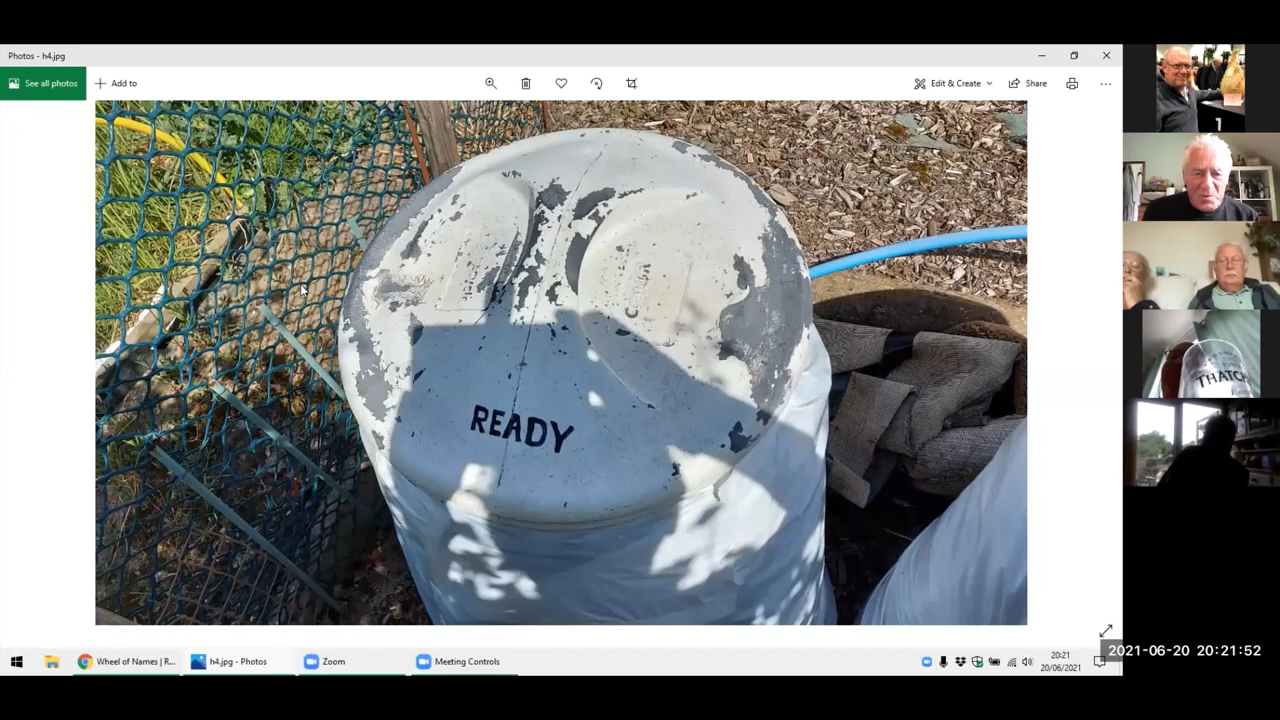 Photos - h4.jpg
See all photos
Add to
Edit & Create
Share
READY
1
THATCH
Wheel of Names | R...
h4.jpg - Photos
Zoom
Meeting Controls
20:21
20/06/2021
2021-06-20 20:21:52